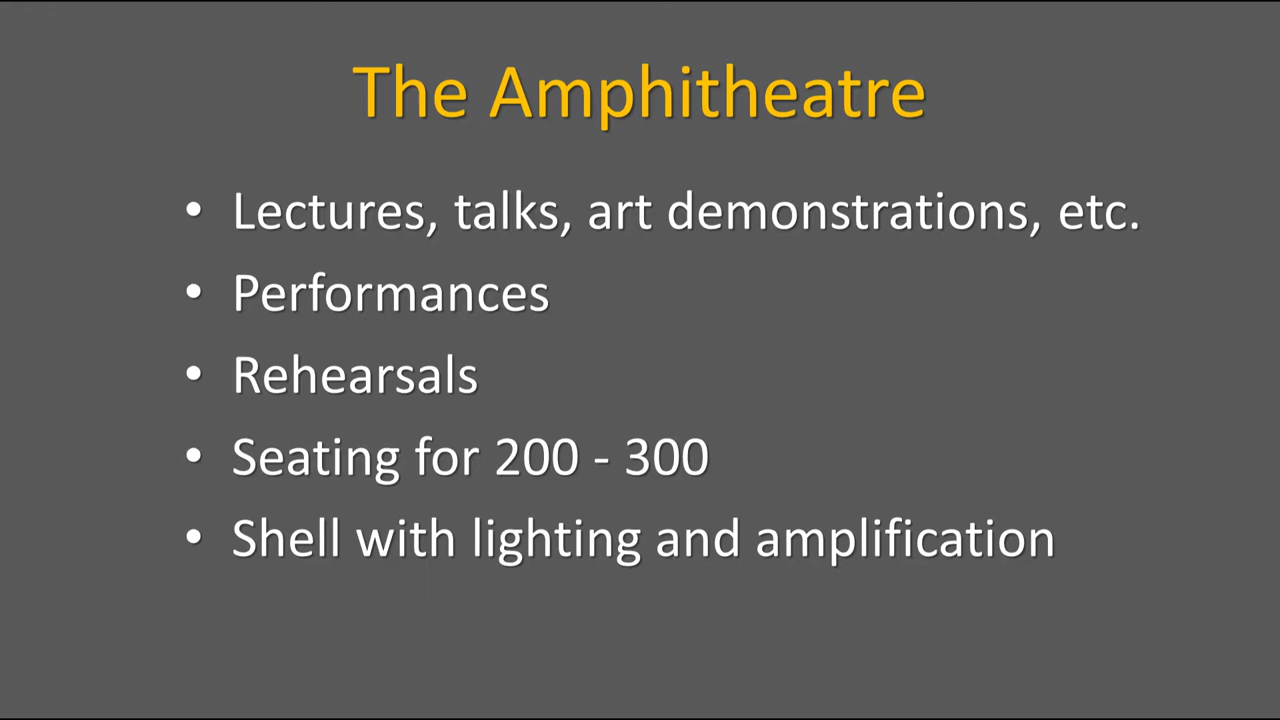 The Amphitheatre
• Lectures, talks, art demonstrations, etc.
• Performances
• Rehearsals
• Seating for 200 - 300
• Shell with lighting and amplification